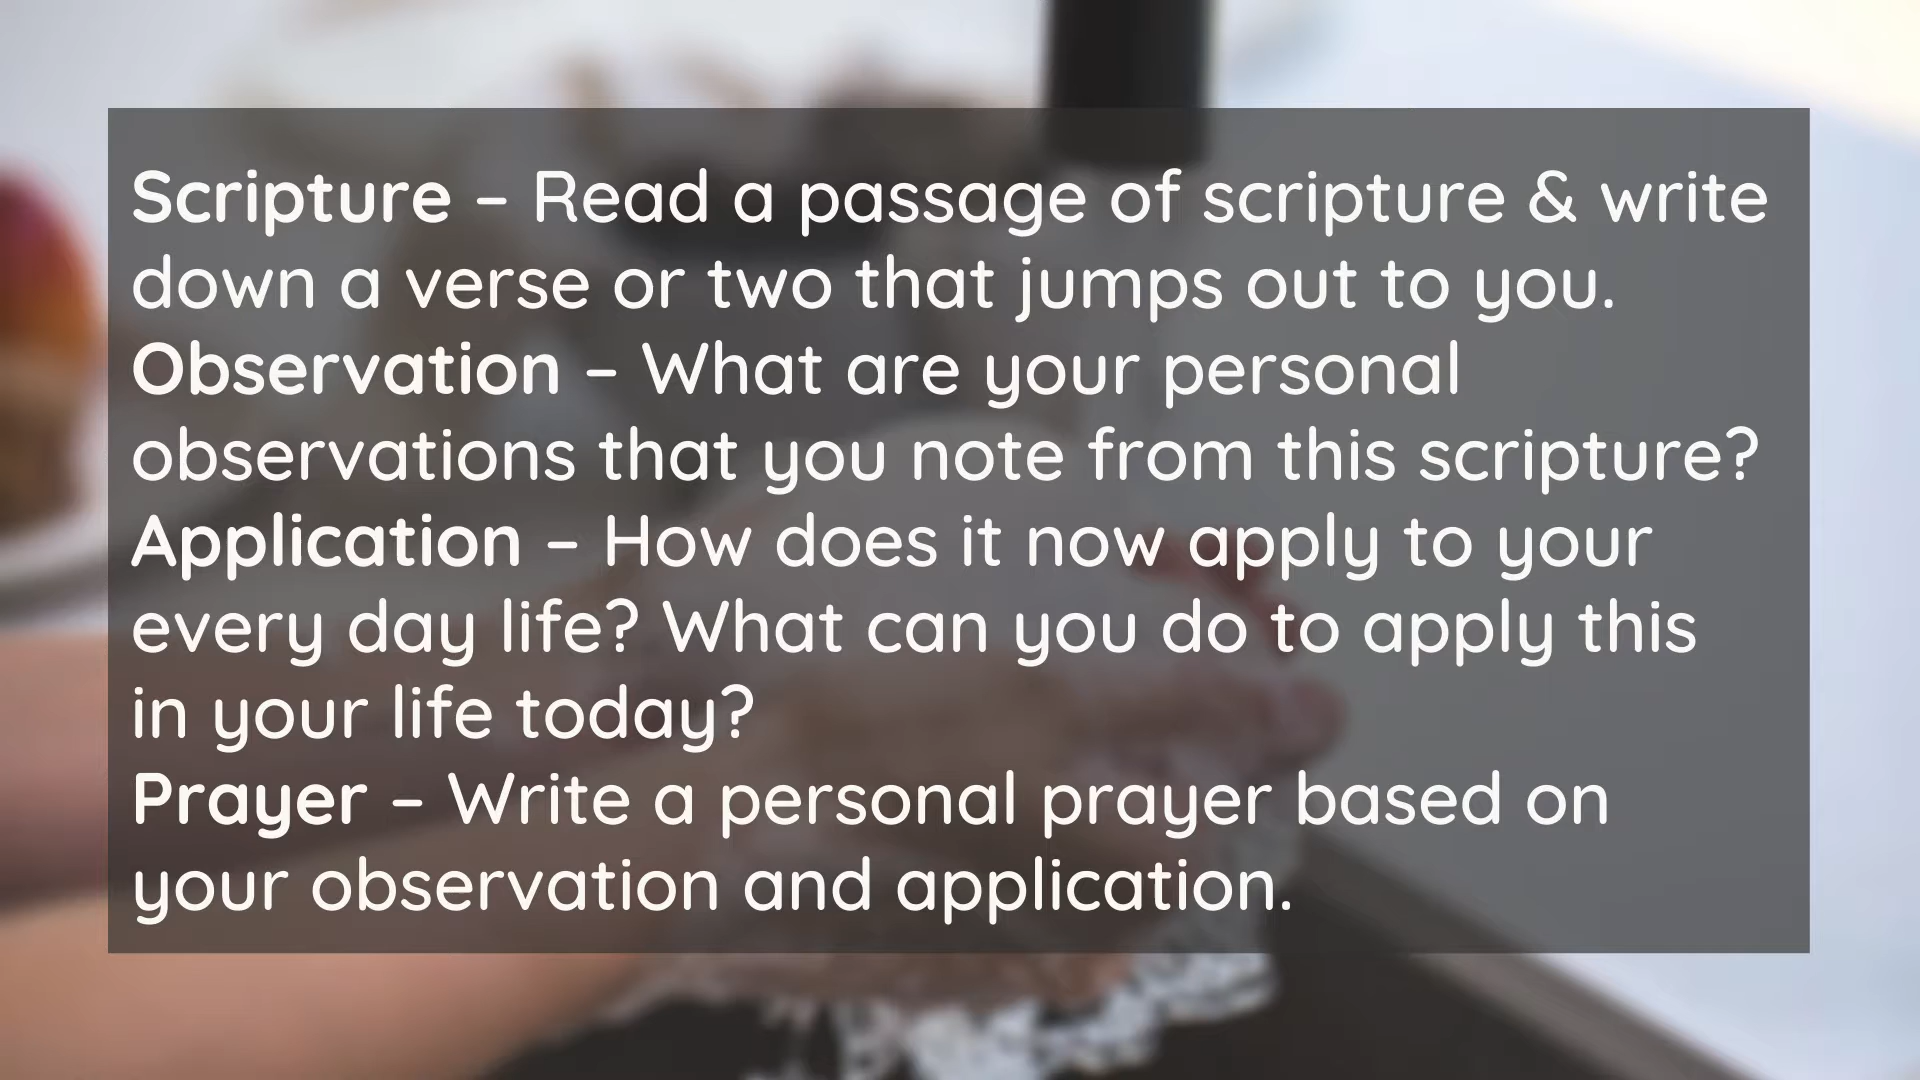 Scripture – Read a passage of scripture & write
down a verse or two that jumps out to you.
Observation – What are your personal
observations that you note from this scripture?
Application – How does it now apply to your
every day life? What can you do to apply this
in your life today?
Prayer – Write a personal prayer based on
your observation and application.